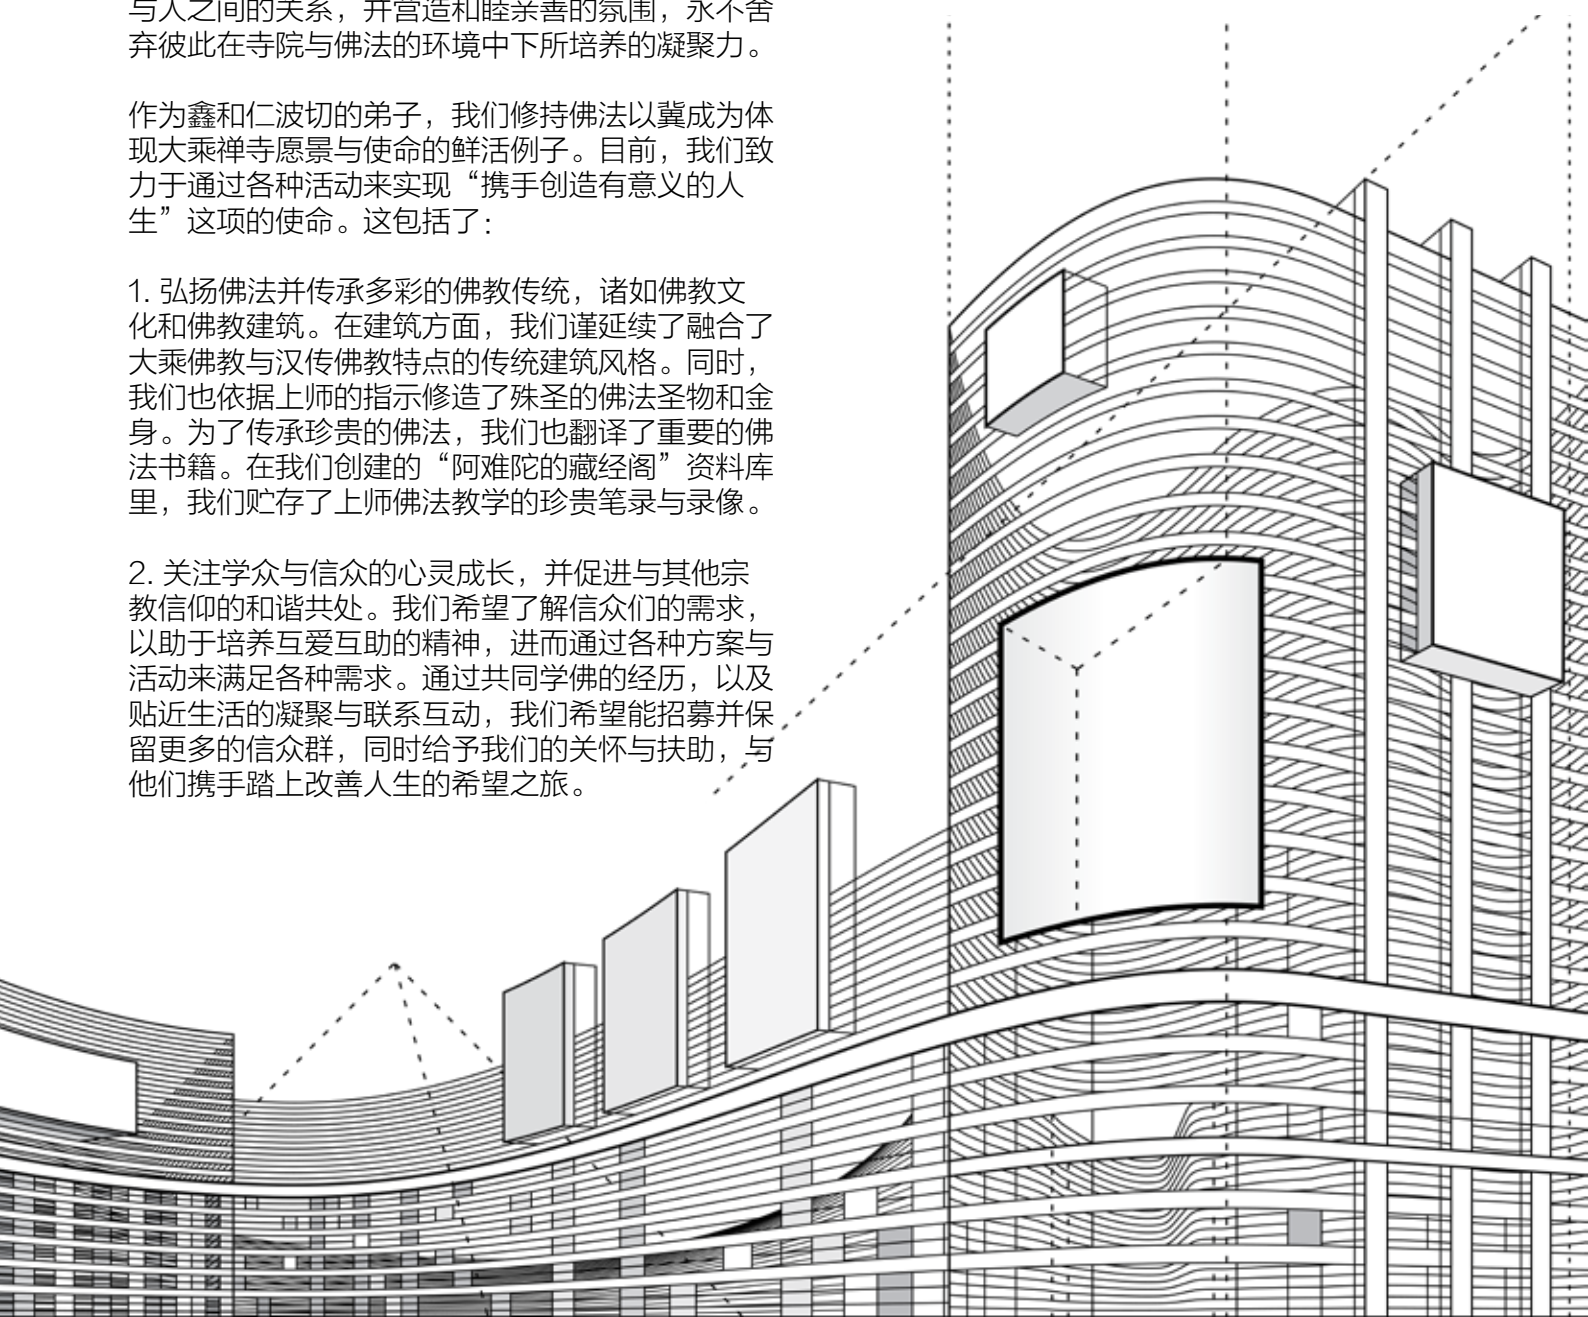 与人之间的关系，并营造和睦亲善的氛围，永不舍
弃彼此在寺院与佛法的环境中下所培养的凝聚力。
作为鑫和仁波切的弟子，我们修持佛法以冀成为体
现大乘禅寺愿景与使命的鲜活例子。目前，我们致
力于通过各种活动来实现“携手创造有意义的人
生”这项的使命。这包括了：
1. 弘扬佛法并传承多彩的佛教传统，诸如佛教文
化和佛教建筑。在建筑方面，我们谨延续了融合了
大乘佛教与汉传佛教特点的传统建筑风格。同时，
我们也依据上师的指示修造了殊圣的佛法圣物和金
身。为了传承珍贵的佛法，我们也翻译了重要的佛
法书籍。在我们创建的“阿难陀的藏经阁”资料库
里，我们贮存了上师佛法教学的珍贵笔录与录像。
2. 关注学众与信众的心灵成长，并促进与其他宗
教信仰的和谐共处。我们希望了解信众们的需求，
以助于培养互爱互助的精神，进而通过各种方案与
活动来满足各种需求。通过共同学佛的经历，以及
贴近生活的凝聚与联系互动，我们希望能招募并保
留更多的信众群，同时给予我们的关怀与扶助，与
他们携手踏上改善人生的希望之旅。